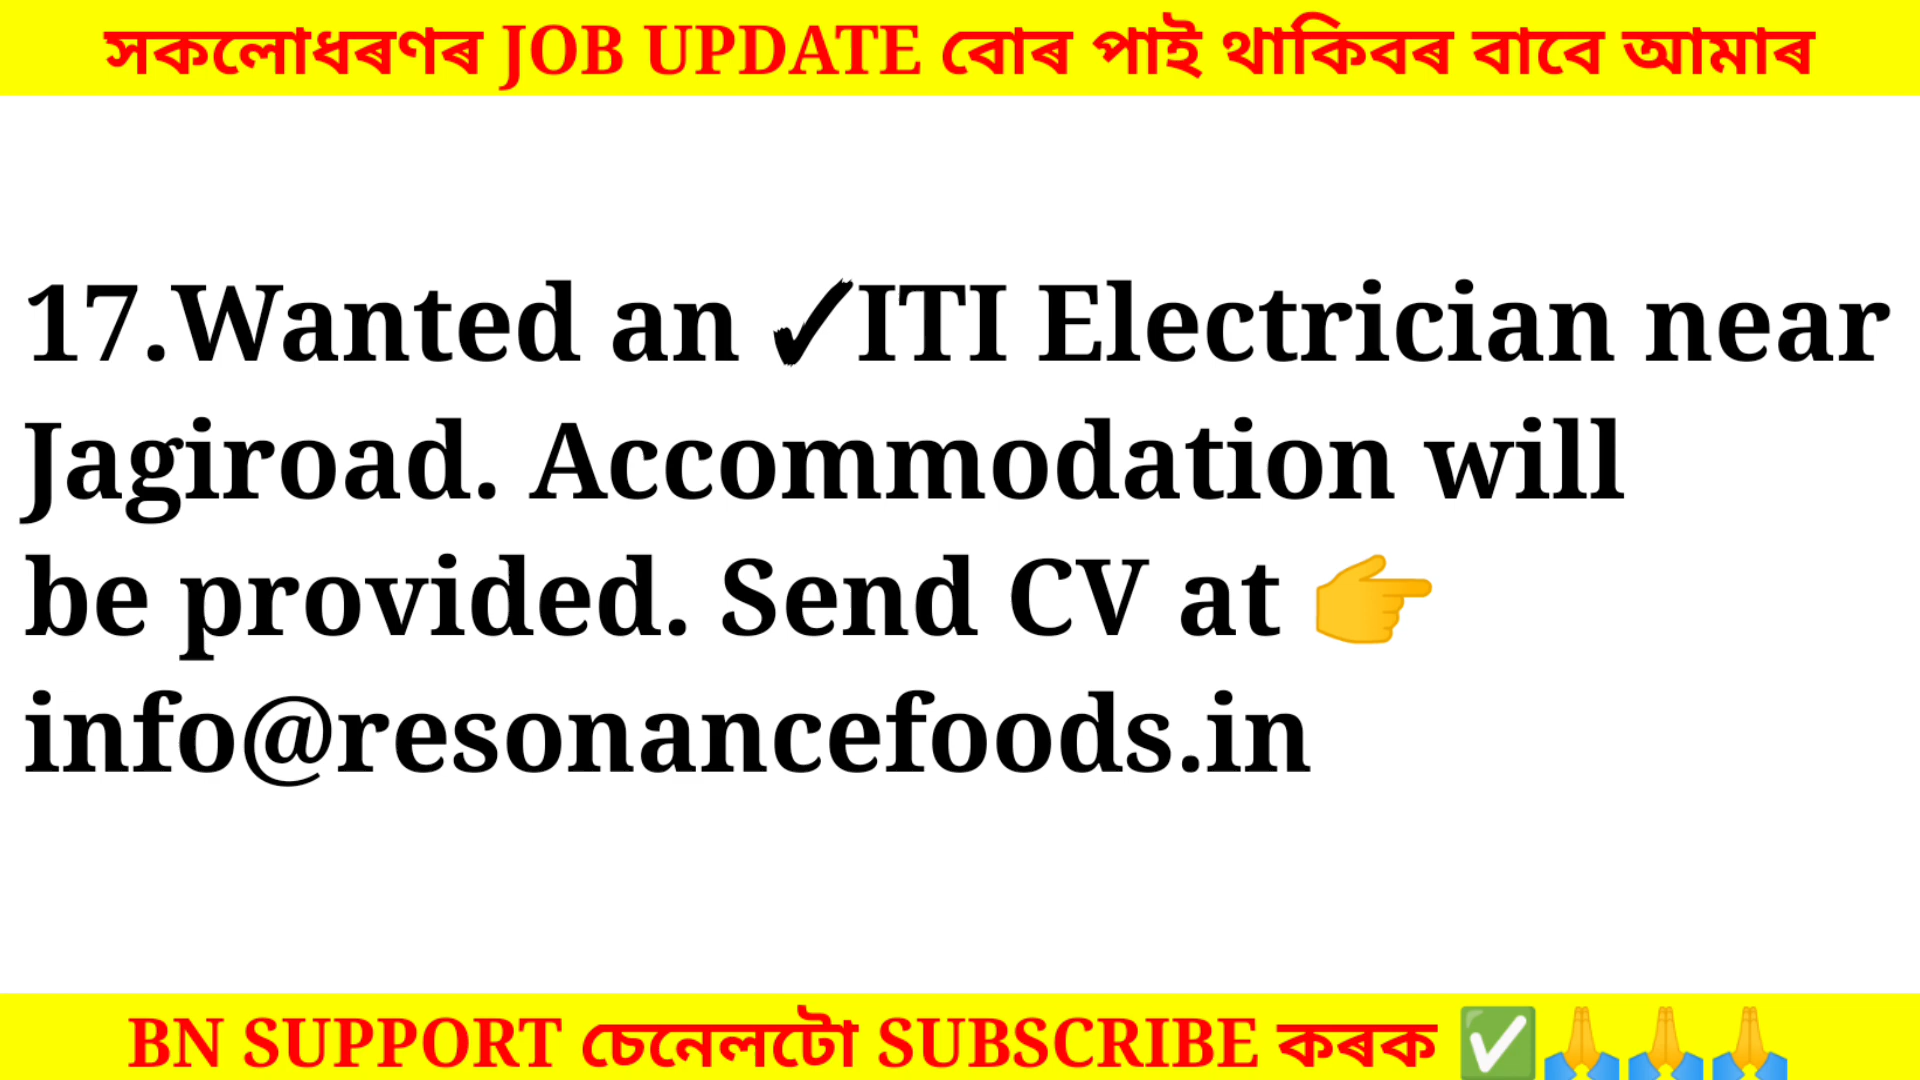 সকলোধৰণৰ JOB UPDATE বোৰ পাই থাকিবৰ বাবে আমাৰ
17.Wanted an ✓ITI Electrician near
Jagiroad. Accommodation will
be provided. Send CV at 👉
info@resonancefoods.in
BN SUPPORT চেনেলটো SUBSCRIBE কৰক ✅🙏🙏🙏